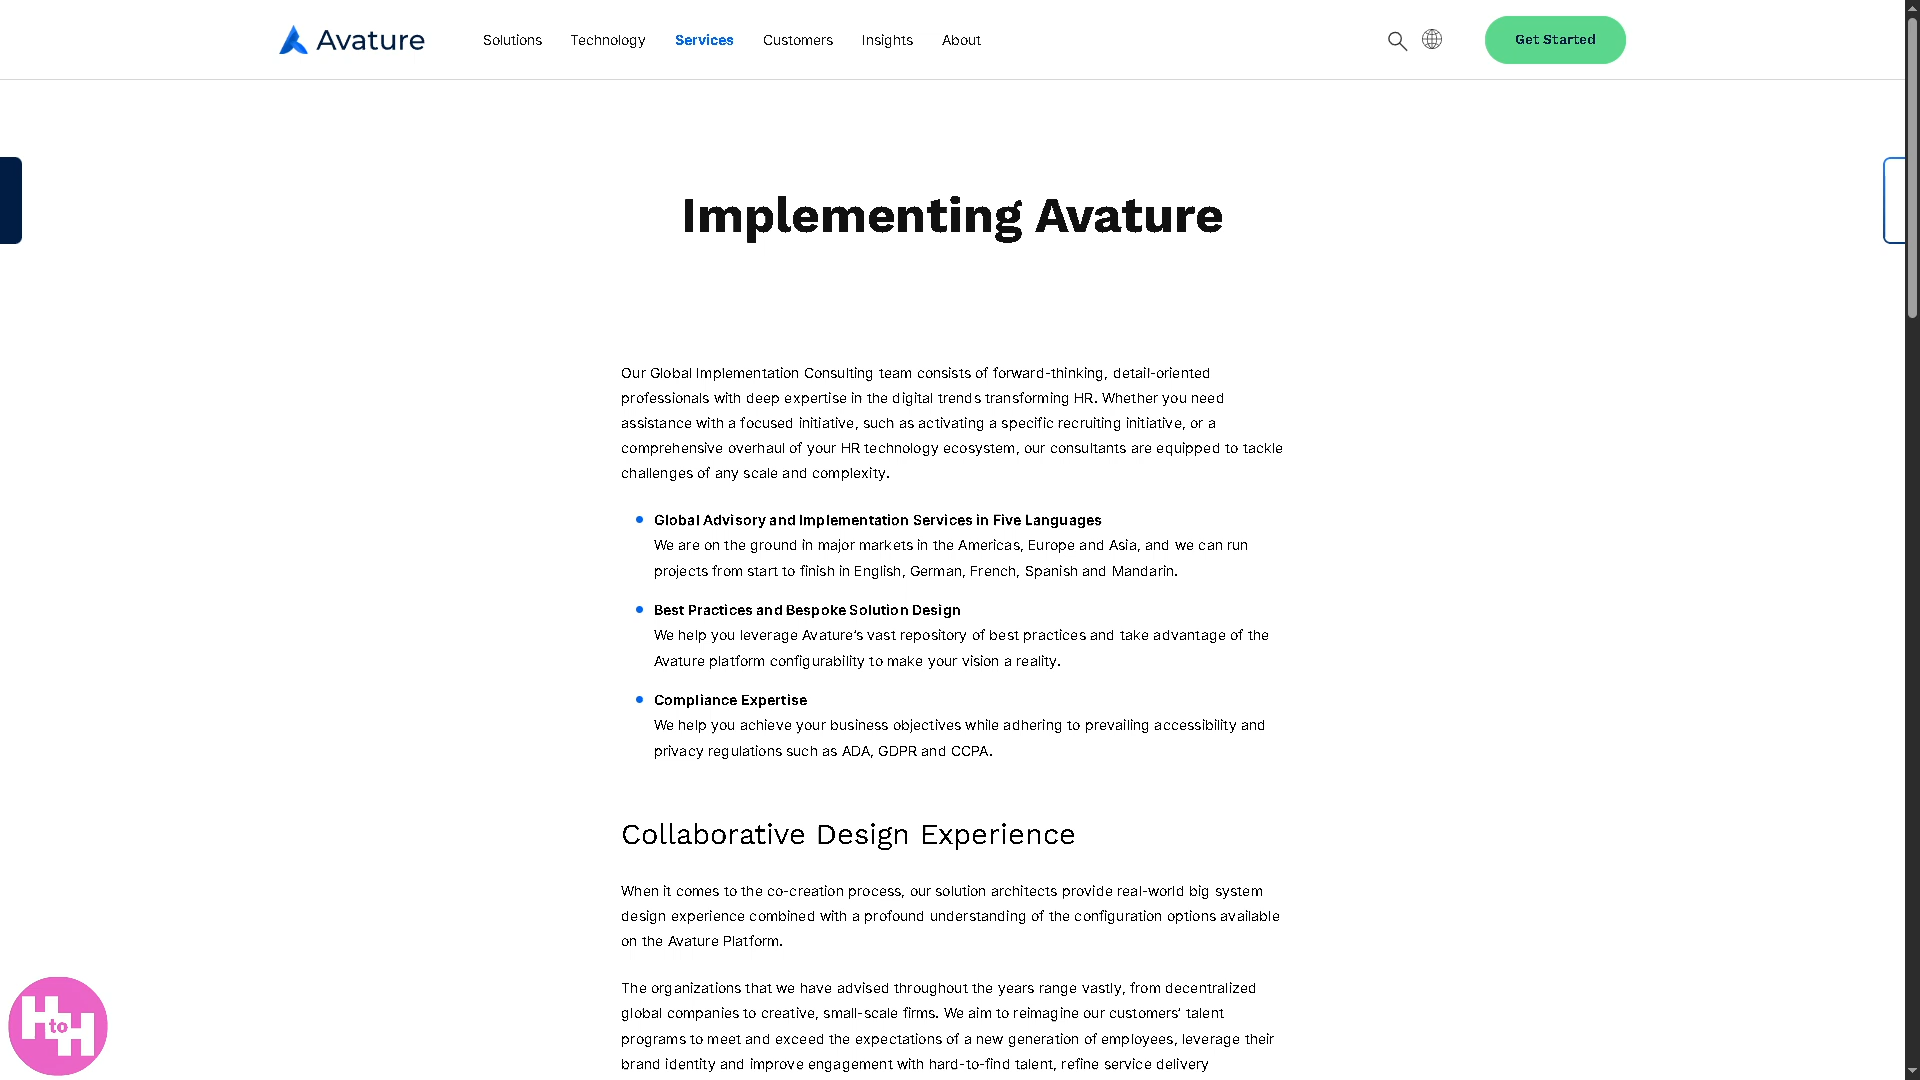 Avature
Solutions
Technology
Services
Customers
Insights
About
Get Started
Implementing Avature
Our Global Implementation Consulting team consists of forward-thinking, detail-oriented
professionals with deep expertise in the digital trends transforming HR. Whether you need
assistance with a focused initiative, such as activating a specific recruiting initiative, or a
comprehensive overhaul of your HR technology ecosystem, our consultants are equipped to tackle
challenges of any scale and complexity.
Global Advisory and Implementation Services in Five Languages
We are on the ground in major markets in the Americas, Europe and Asia, and we can run
projects from start to finish in English, German, French, Spanish and Mandarin.
Best Practices and Bespoke Solution Design
We help you leverage Avature’s vast repository of best practices and take advantage of the
Avature platform configurability to make your vision a reality.
Compliance Expertise
We help you achieve your business objectives while adhering to prevailing accessibility and
privacy regulations such as ADA, GDPR and CCPA.
Collaborative Design Experience
When it comes to the co-creation process, our solution architects provide real-world big system
design experience combined with a profound understanding of the configuration options available
on the Avature Platform.
The organizations that we have advised throughout the years range vastly, from decentralized
global companies to creative, small-scale firms. We aim to reimagine our customers’ talent
programs to meet and exceed the expectations of a new generation of employees, leverage their
brand identity and improve engagement with hard-to-find talent, refine service delivery
H to H